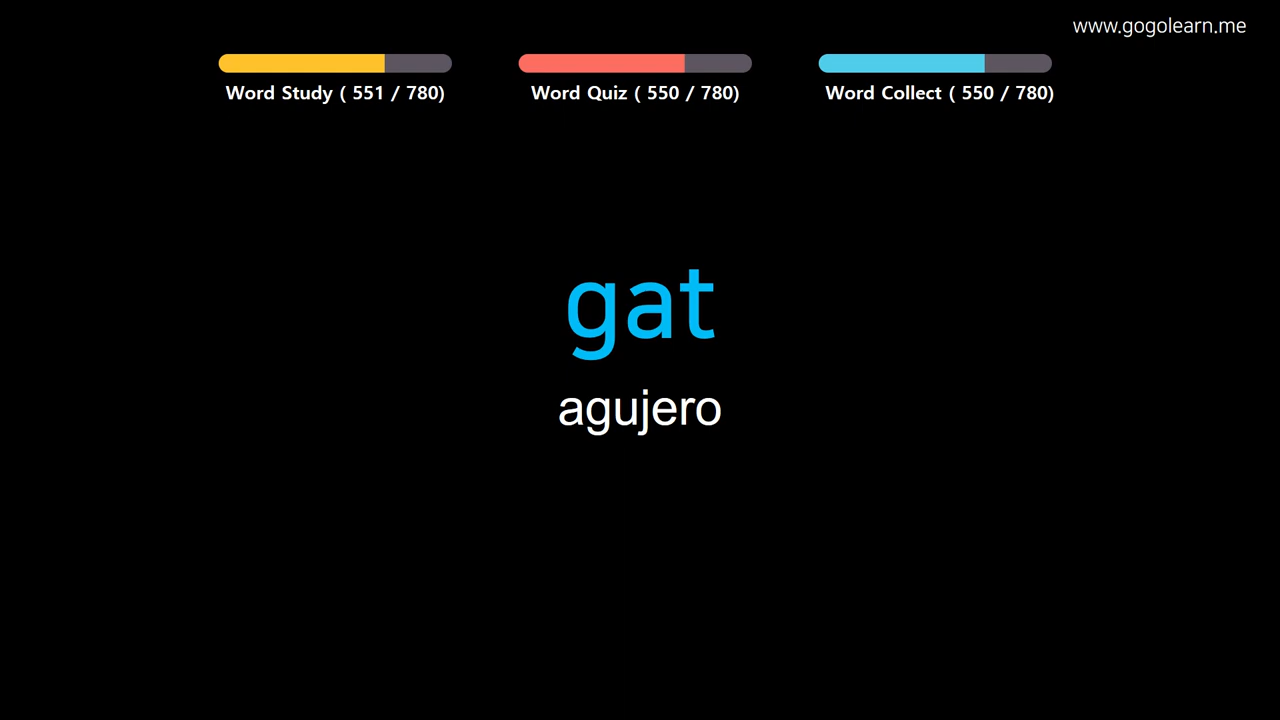 www.gogolearn.me
Word Study ( 551 / 780)
Word Quiz ( 550 / 780)
Word Collect ( 550 / 780)
gat
agujero